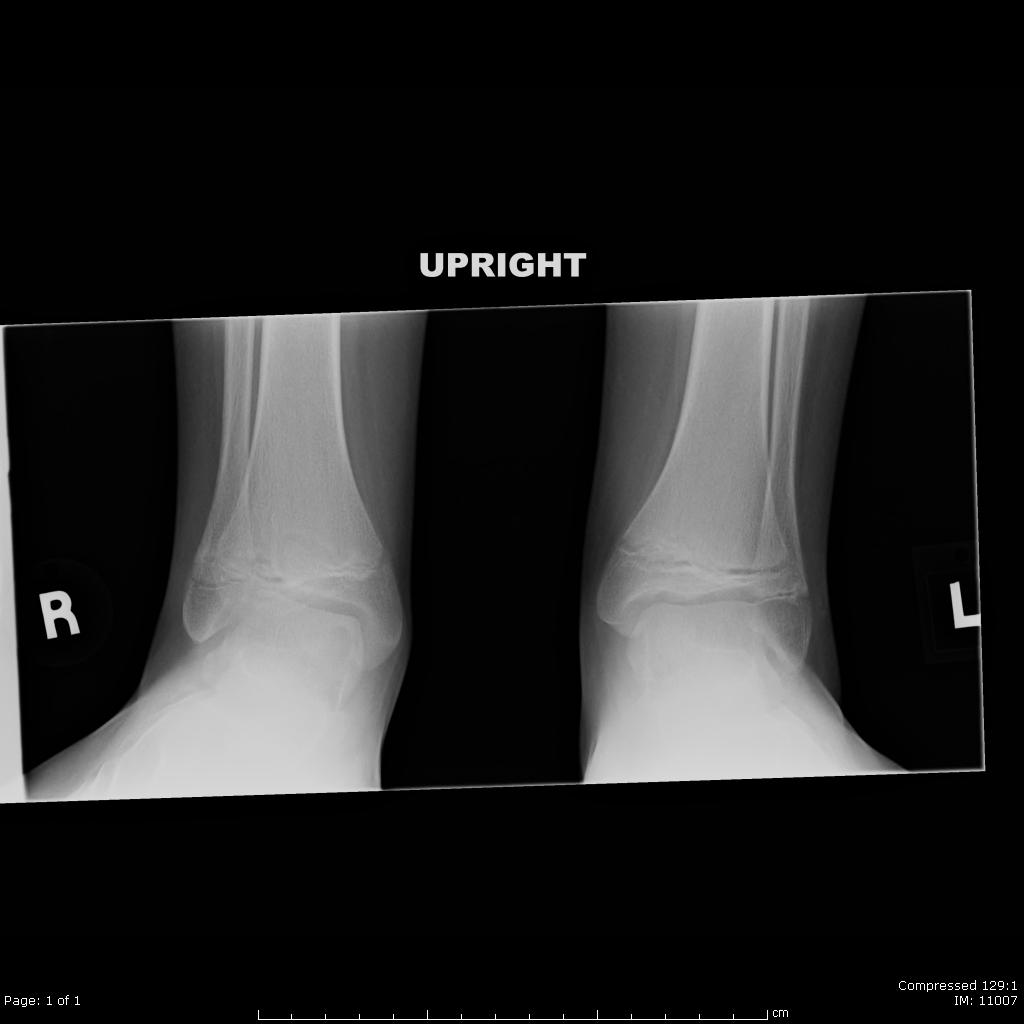 UPRIGHT
R
L
cm
Compressed 129:1
Page: 1 of 1
IM: 11007